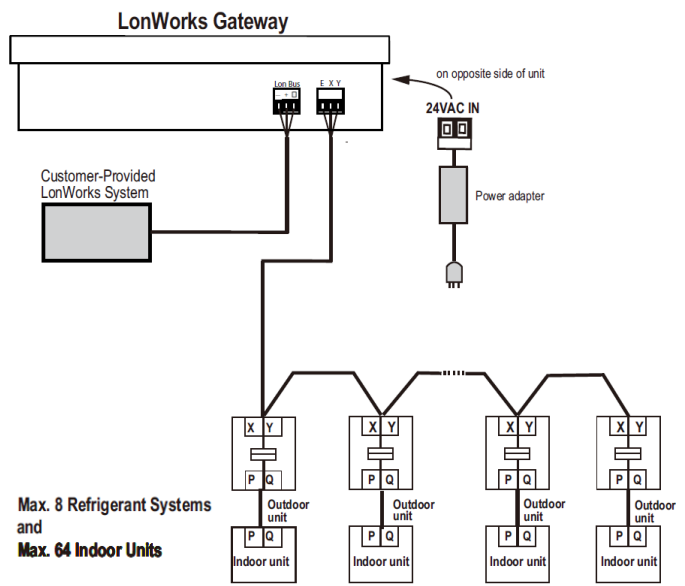 LonWorks Gateway
on opposite side of unit
Lon Bus
E X Y
− + □
24VAC IN
Customer-Provided
LonWorks System
Power adapter
X Y
X Y
X Y
X Y
P Q
P Q
P Q
P Q
Max. 8 Refrigerant Systems
and
Max. 64 Indoor Units
Outdoor
unit
Outdoor
unit
Outdoor
unit
Outdoor
unit
P Q
P Q
P Q
P Q
Indoor unit
Indoor unit
Indoor unit
Indoor unit